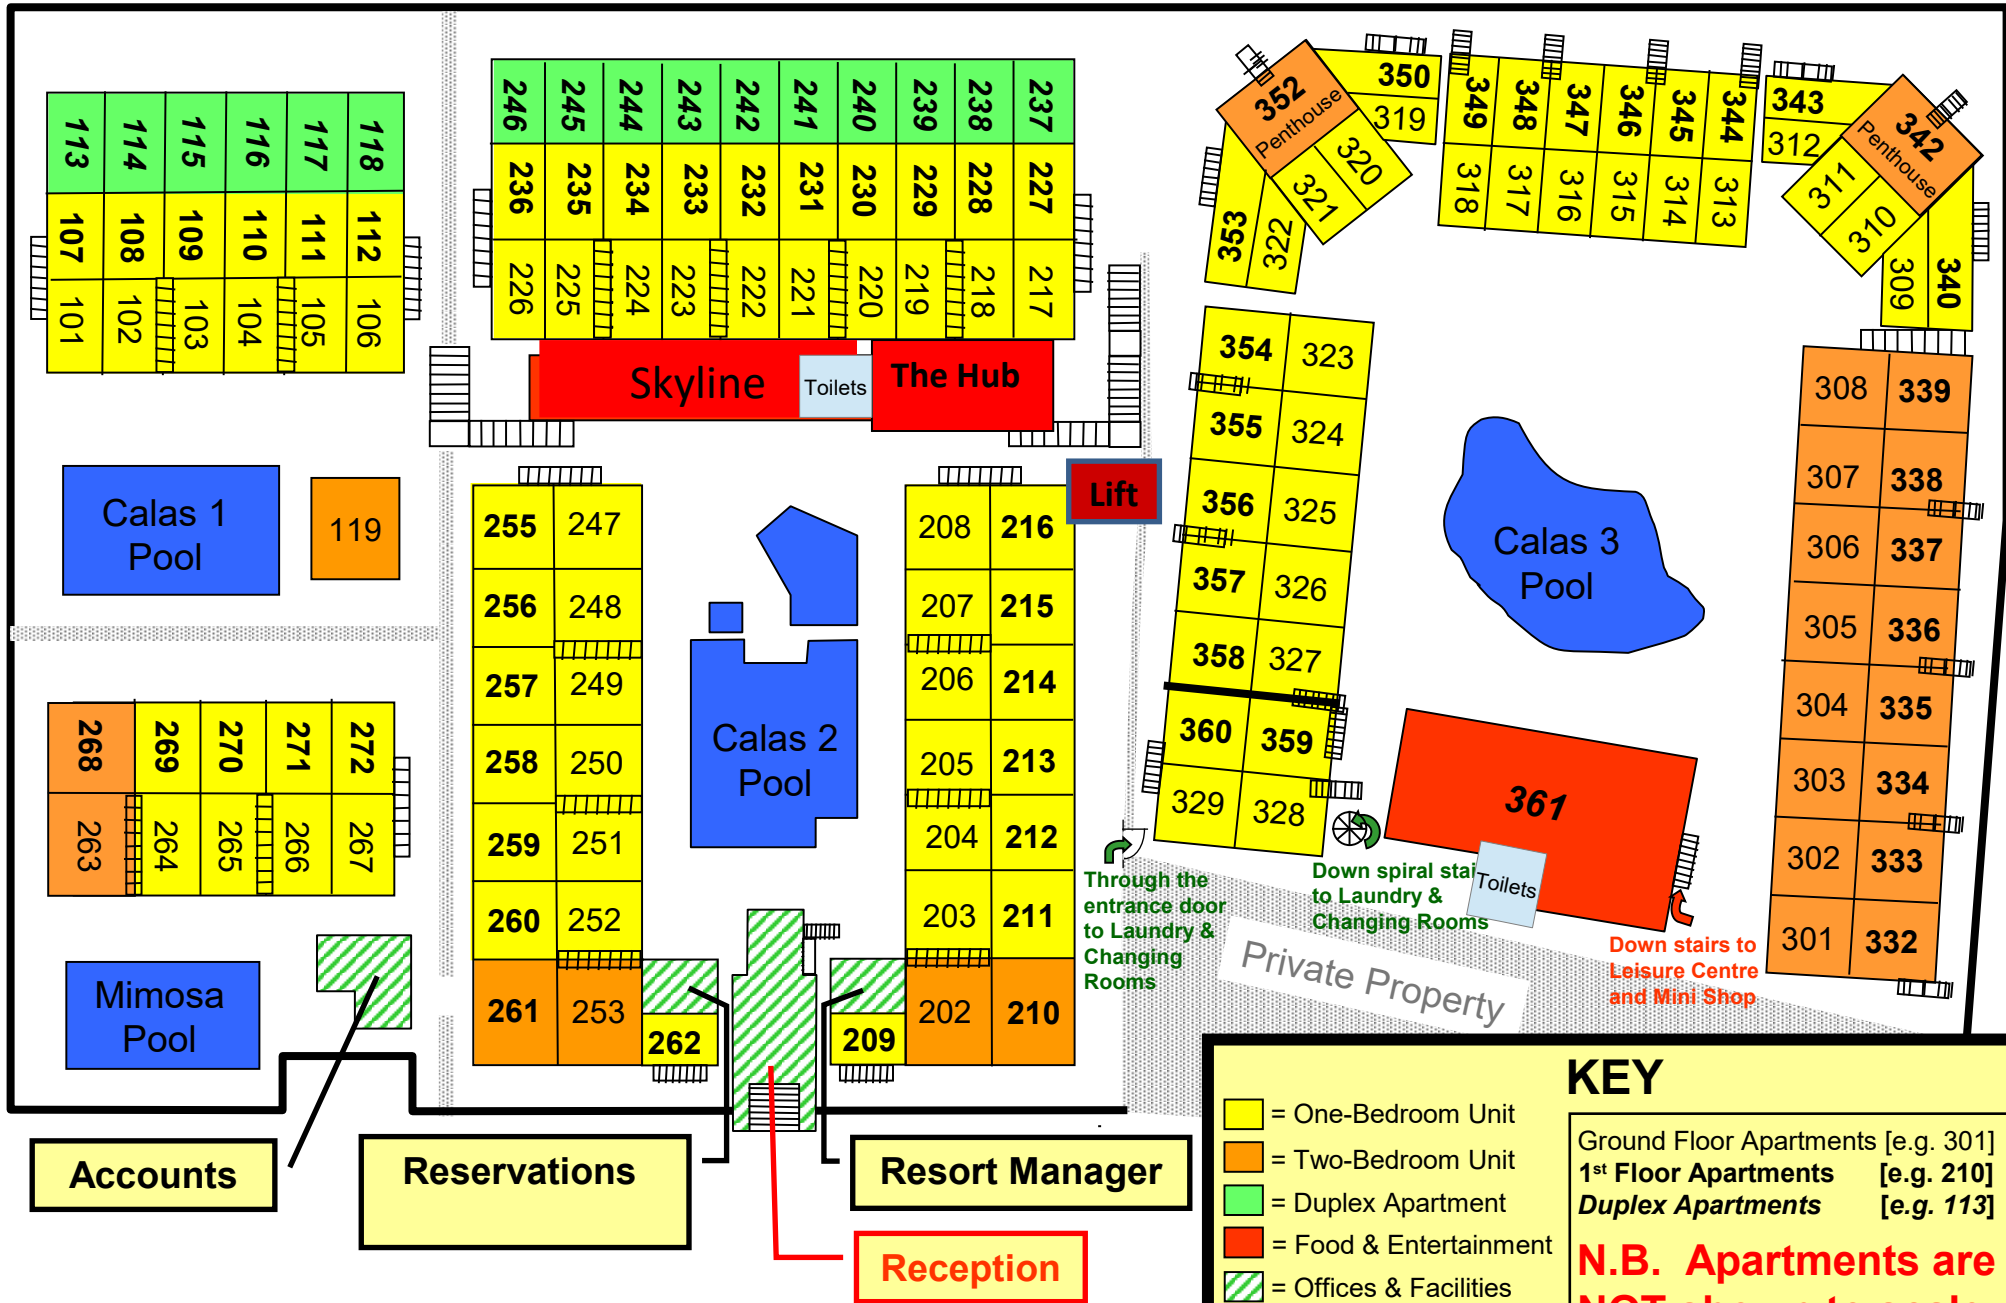 113 114 115 116 117 118
107 108 109 110 111 112
101 102 103 104 105 106
246 245 244 243 242 241 240 239 238 237
236 235 234 233 232 231 230 229 228 227
226 225 224 223 222 221 220 219 218 217
Skyline
Toilets
The Hub
352
Penthouse
350
319
320
321
353
322
349 348 347 346 345 344
318 317 316 315 314 313
343
312
342
Penthouse
311
310
309
340
Calas 1
Pool
119
268 269 270 271 272
263 264 265 266 267
Mimosa
Pool
255 247
256 248
257 249
258 250
259 251
260 252
261 253
262
Calas 2
Pool
208 216
207 215
206 214
205 213
204 212
203 211
202 210
209
Lift
354 323
355 324
356 325
357 326
358 327
360 359
329 328
Calas 3
Pool
308 339
307 338
306 337
305 336
304 335
303 334
302 333
301 332
361
Toilets
Through the
entrance door
to Laundry &
Changing
Rooms
Down spiral stai
to Laundry &
Changing Rooms
Down stairs to
Leisure Centre
and Mini Shop
Private Property
Accounts
Reservations
Resort Manager
Reception
KEY
= One-Bedroom Unit
= Two-Bedroom Unit
= Duplex Apartment
= Food & Entertainment
= Offices & Facilities
Ground Floor Apartments [e.g. 301]
1st Floor Apartments [e.g. 210]
Duplex Apartments [e.g. 113]
N.B. Apartments are
NOT shown to scale